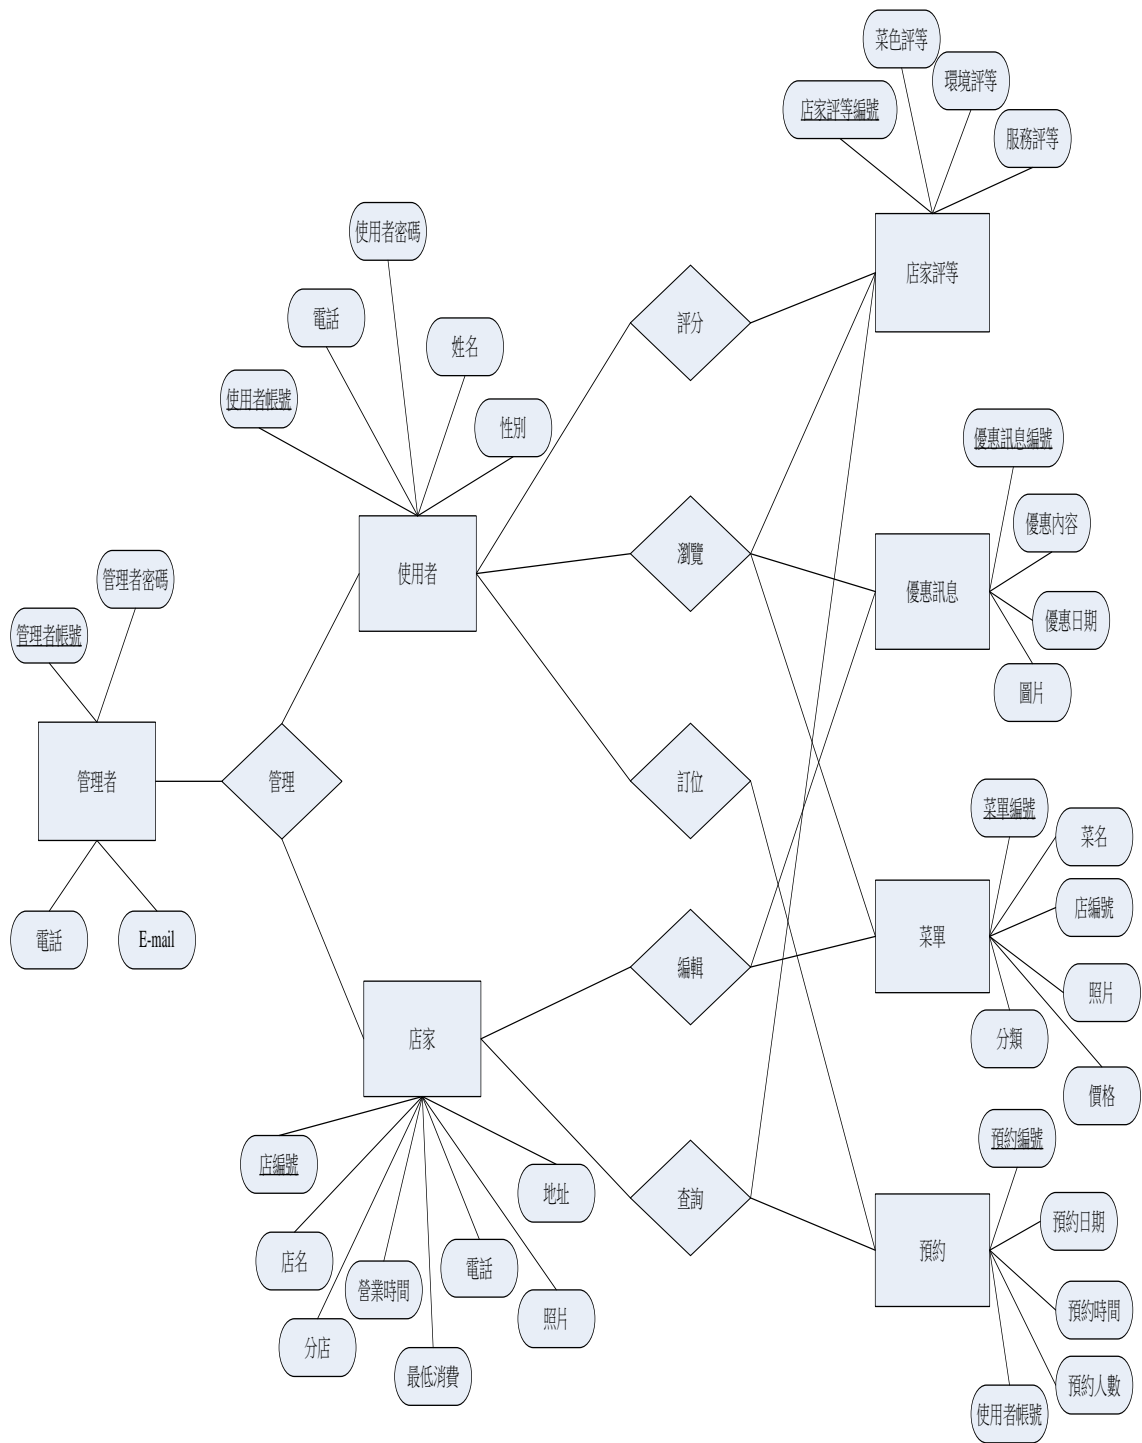 菜色評等
環境評等
店家評等編號
服務評等
店家評等
使用者密碼
電話
姓名
使用者帳號
性別
使用者
評分
瀏覽
優惠訊息編號
優惠內容
優惠訊息
優惠日期
圖片
管理者密碼
管理者帳號
管理者
管理
電話
E-mail
訂位
菜單編號
菜名
店編號
菜單
照片
分類
價格
編輯
店家
店編號
地址
店名
電話
營業時間
照片
分店
最低消費
查詢
預約編號
預約日期
預約
預約時間
預約人數
使用者帳號